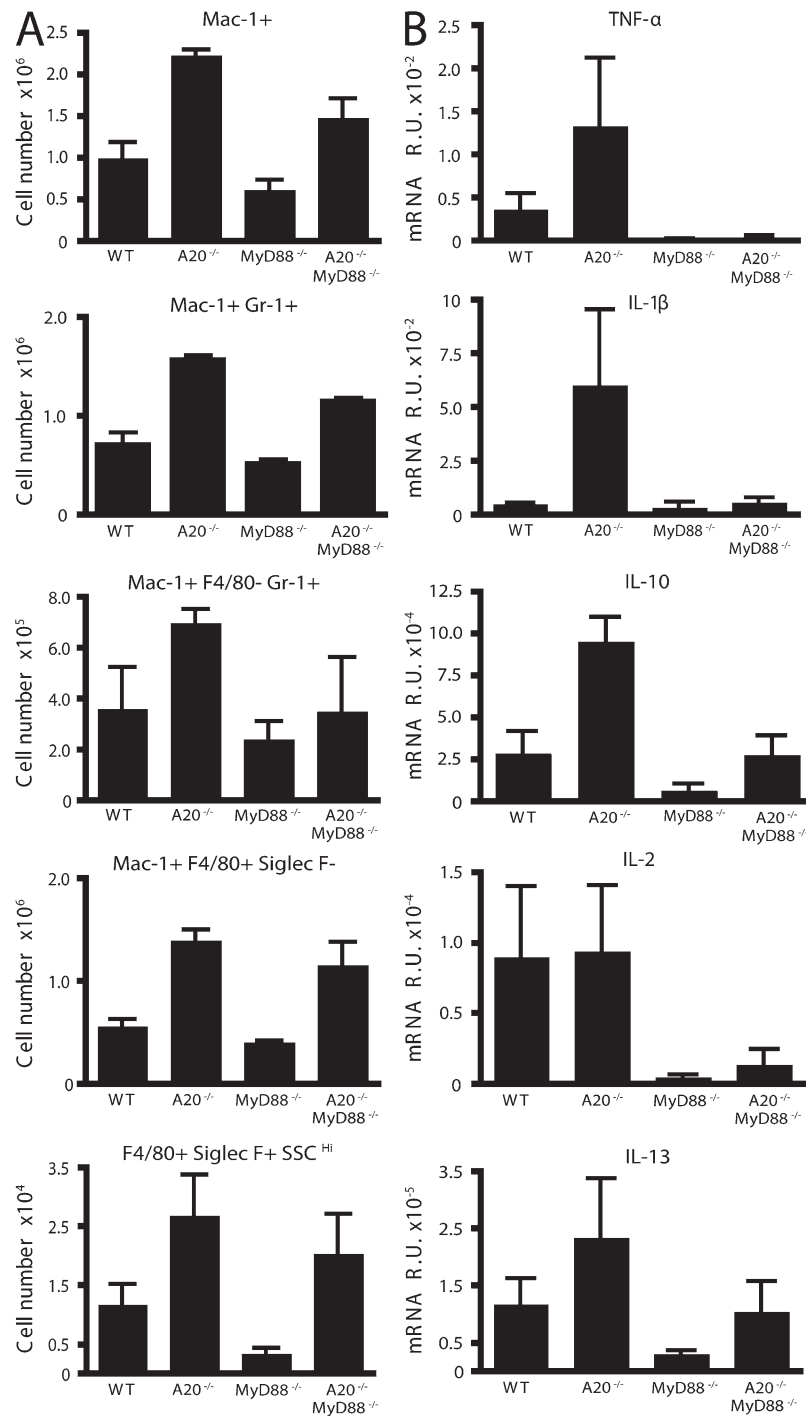 A
Mac-1+
Cell number x10⁶
2.5
2.0
1.5
1.0
0.5
0
WT
A20⁻/⁻
MyD88⁻/⁻
A20⁻/⁻
MyD88⁻/⁻
Mac-1+ Gr-1+
Cell number x10⁶
2.0
1.0
0
WT
A20⁻/⁻
MyD88⁻/⁻
A20⁻/⁻
MyD88⁻/⁻
Mac-1+ F4/80- Gr-1+
Cell number x10⁵
8.0
6.0
4.0
2.0
0
WT
A20⁻/⁻
MyD88⁻/⁻
A20⁻/⁻
MyD88⁻/⁻
Mac-1+ F4/80+ Siglec F-
Cell number x10⁶
2.0
1.0
0
WT
A20⁻/⁻
MyD88⁻/⁻
A20⁻/⁻
MyD88⁻/⁻
F4/80+ Siglec F+ SSC Hi
Cell number x10⁴
3.5
2.5
1.5
0.5
0
WT
A20⁻/⁻
MyD88⁻/⁻
A20⁻/⁻
MyD88⁻/⁻
B
TNF-α
mRNA R.U. x10⁻²
2.5
2.0
1.5
1.0
0.5
0
WT
A20⁻/⁻
MyD88⁻/⁻
A20⁻/⁻
MyD88⁻/⁻
IL-1β
mRNA R.U. x10⁻²
10
7.5
5.0
2.5
0
WT
A20⁻/⁻
MyD88⁻/⁻
A20⁻/⁻
MyD88⁻/⁻
IL-10
mRNA R.U. x10⁻⁴
12.5
10.0
7.5
5.0
2.5
0
WT
A20⁻/⁻
MyD88⁻/⁻
A20⁻/⁻
MyD88⁻/⁻
IL-2
mRNA R.U. x10⁻⁴
1.5
1.0
0.5
0
WT
A20⁻/⁻
MyD88⁻/⁻
A20⁻/⁻
MyD88⁻/⁻
IL-13
mRNA R.U. x10⁻⁵
3.5
2.5
1.5
0.5
0
WT
A20⁻/⁻
MyD88⁻/⁻
A20⁻/⁻
MyD88⁻/⁻